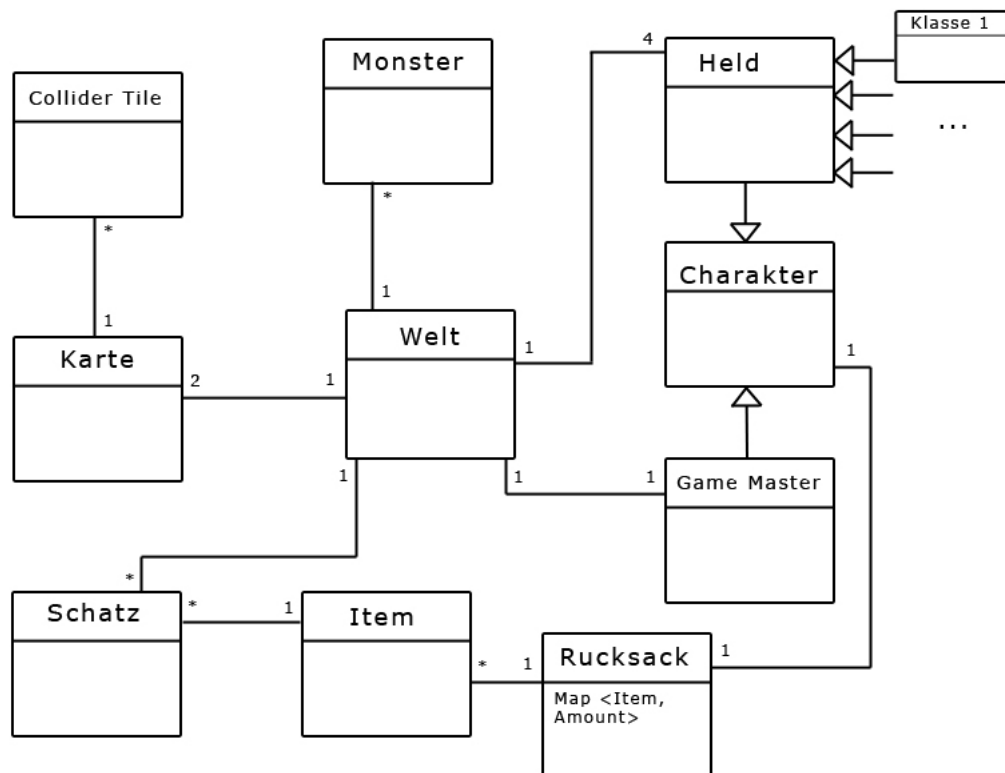 Klasse 1
4
Monster
Held
Collider Tile
...
*
*
Charakter
1
1
Welt
1
1
Karte
2
1
1
1
1
Game Master
*
Schatz
*
1
Item
Rucksack
*
1
1
Map <Item,
Amount>